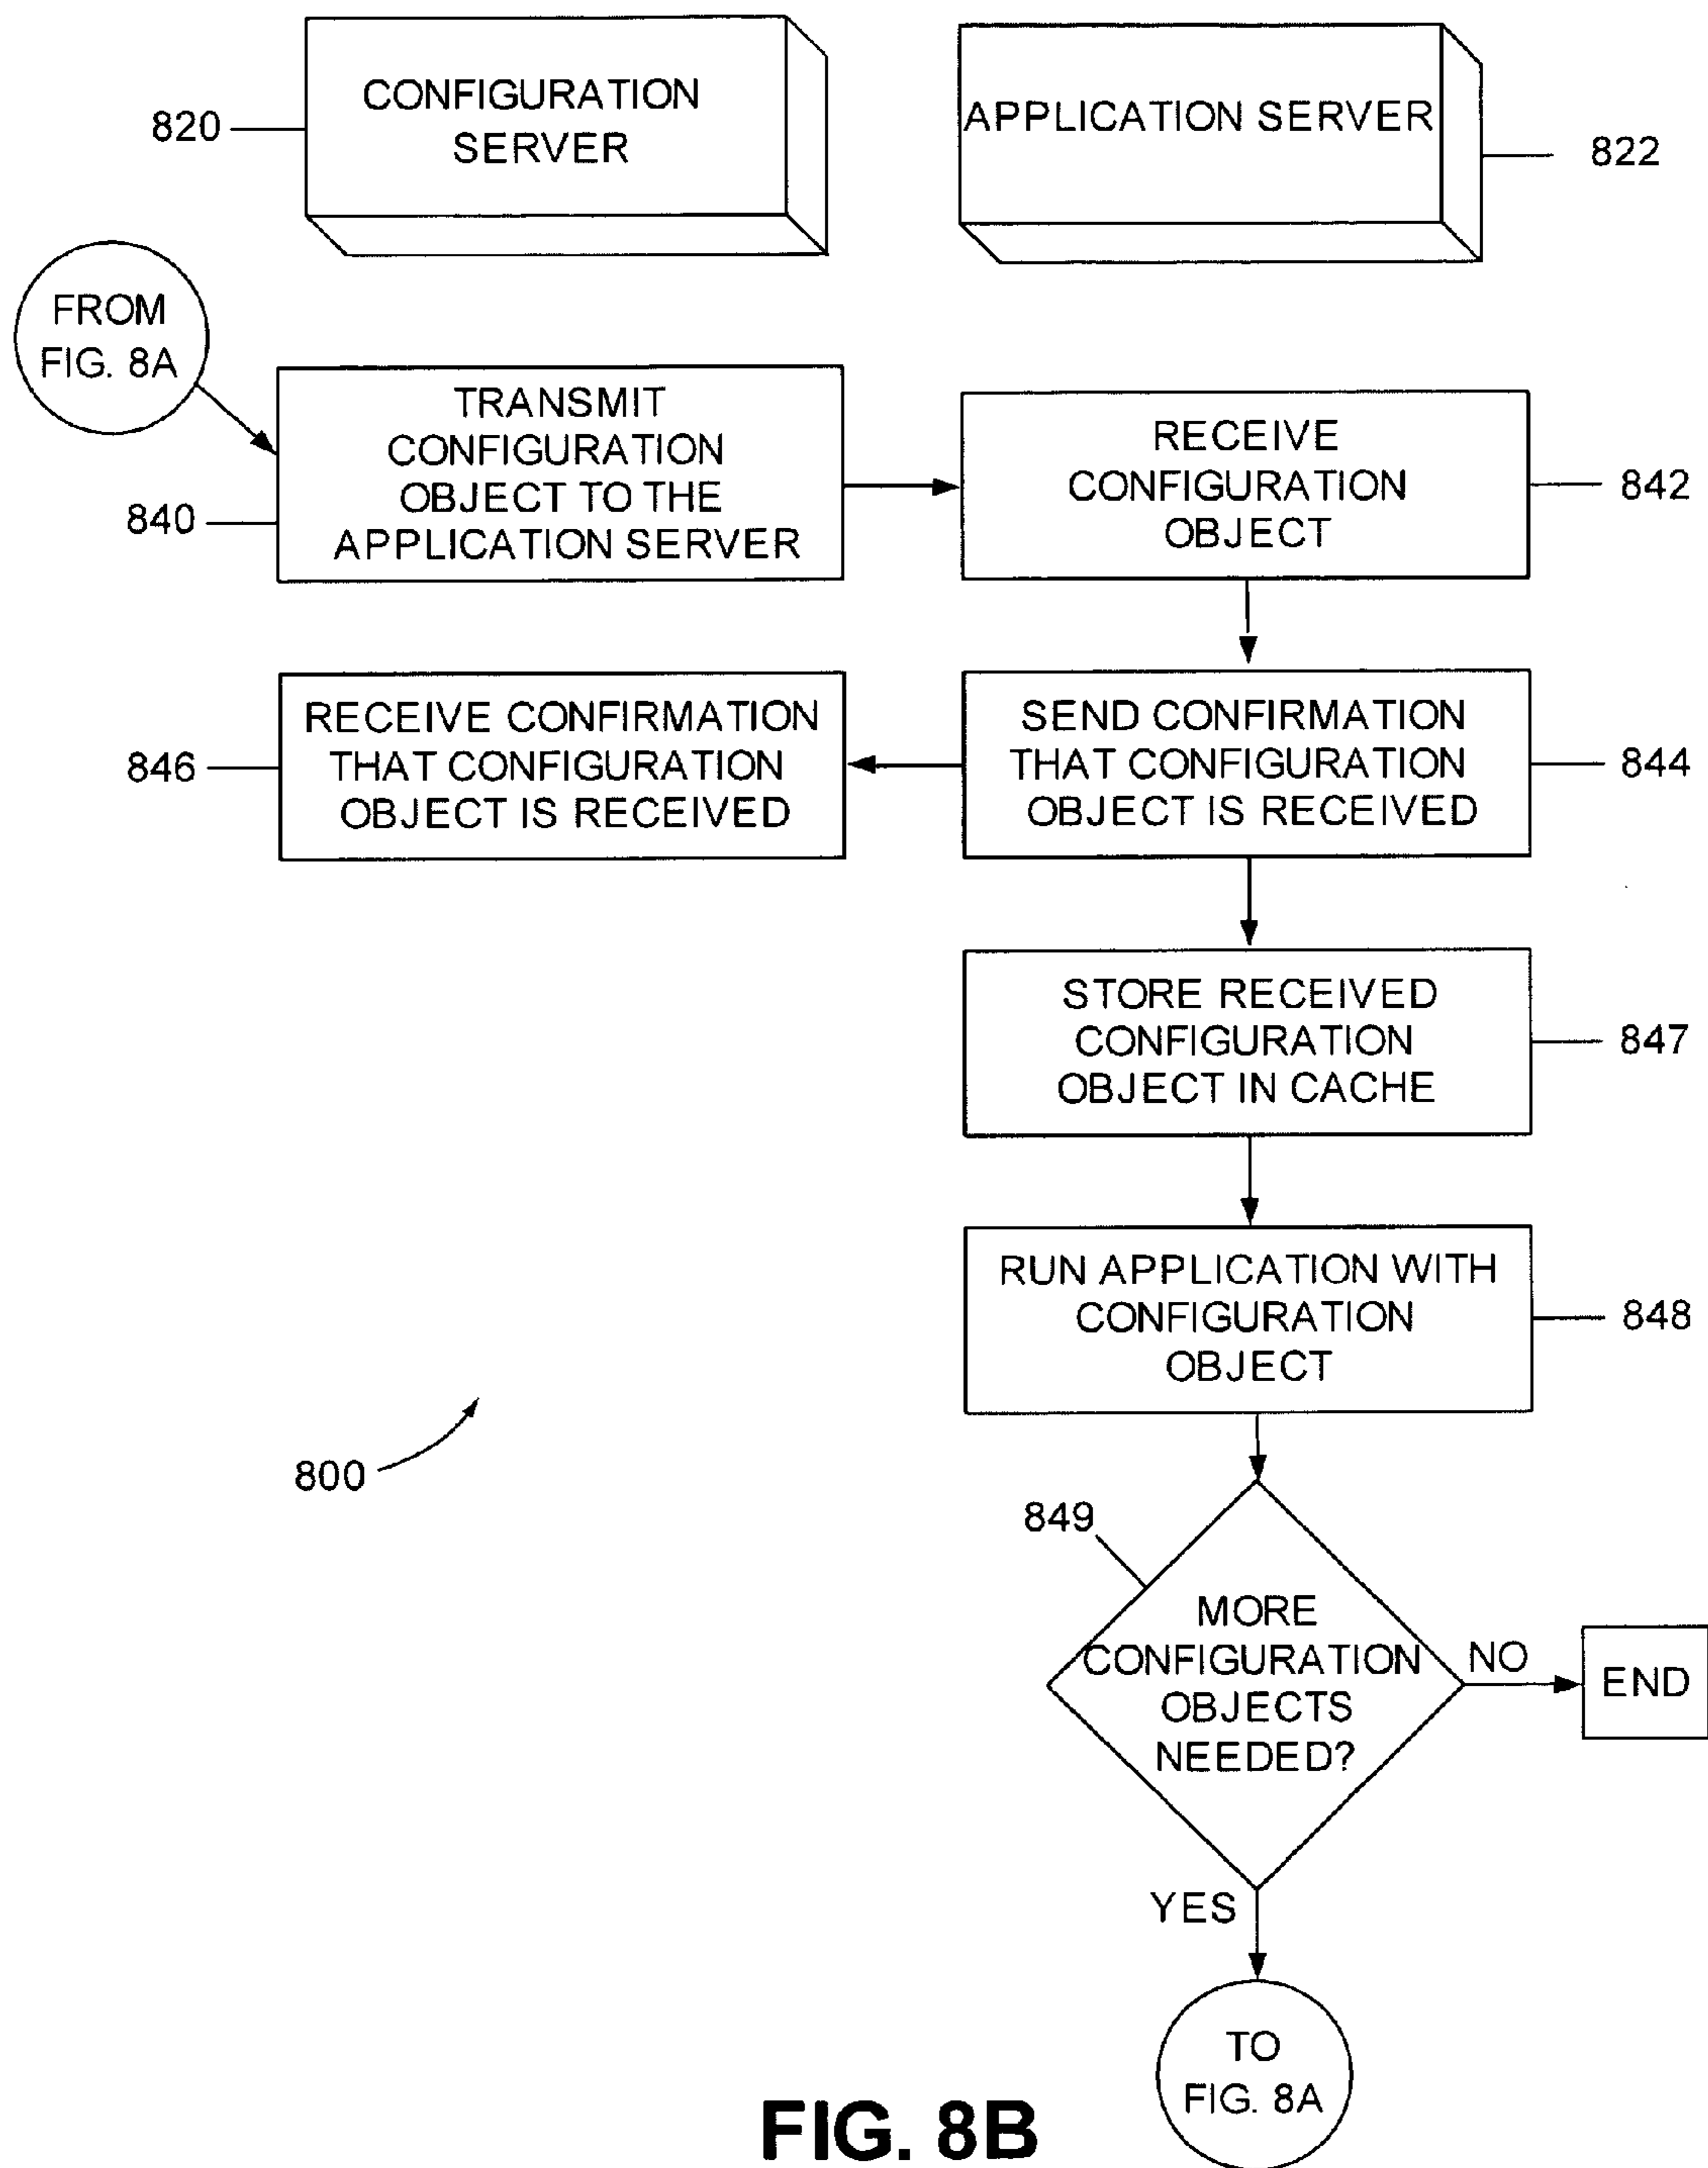 CONFIGURATION
SERVER
820
APPLICATION SERVER
822
FROM
FIG. 8A
TRANSMIT
CONFIGURATION
OBJECT TO THE
APPLICATION SERVER
840
RECEIVE
CONFIGURATION
OBJECT
842
RECEIVE CONFIRMATION
THAT CONFIGURATION
OBJECT IS RECEIVED
846
SEND CONFIRMATION
THAT CONFIGURATION
OBJECT IS RECEIVED
844
STORE RECEIVED
CONFIGURATION
OBJECT IN CACHE
847
RUN APPLICATION WITH
CONFIGURATION
OBJECT
848
800
849
MORE
CONFIGURATION
OBJECTS
NEEDED?
NO
END
YES
TO
FIG. 8A
FIG. 8B